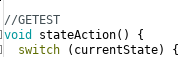 //GETEST
void stateAction() {
  switch (currentState) {